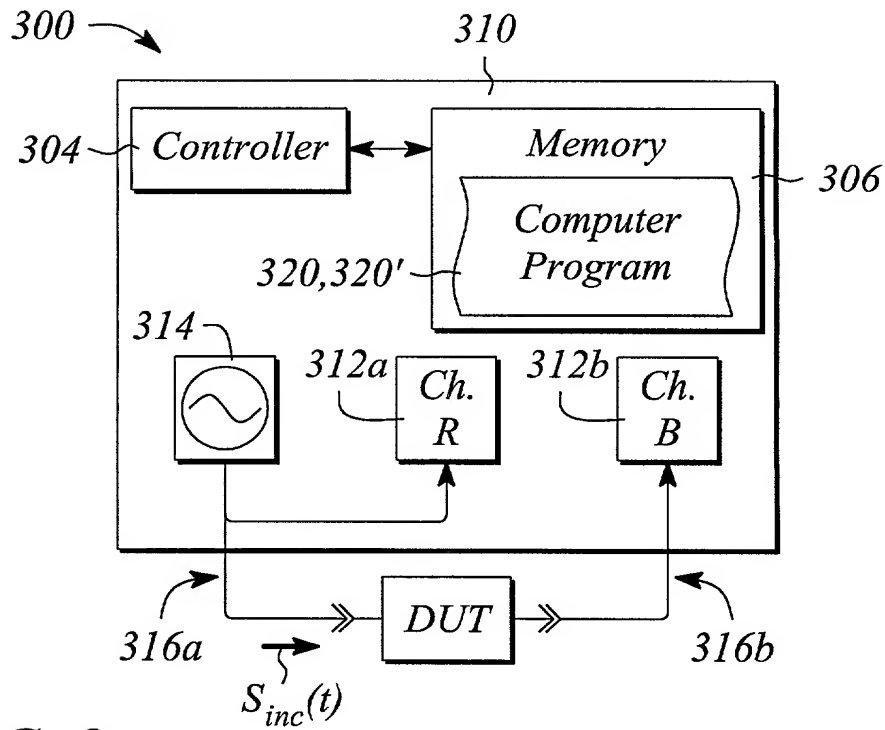 300
310
304
Controller
Memory
306
Computer
Program
320,320'
314
312a
Ch.
R
312b
Ch.
B
316a
DUT
316b
S_inc(t)